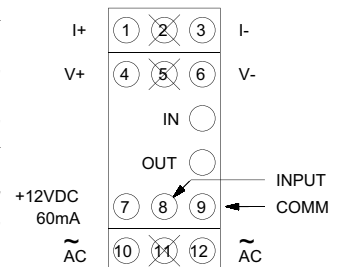 I+ 1 2 3 I-
V+ 4 5 6 V-
IN
OUT
INPUT
+12VDC 7 8 9 COMM
60mA
~ ~
AC 10 11 12 AC